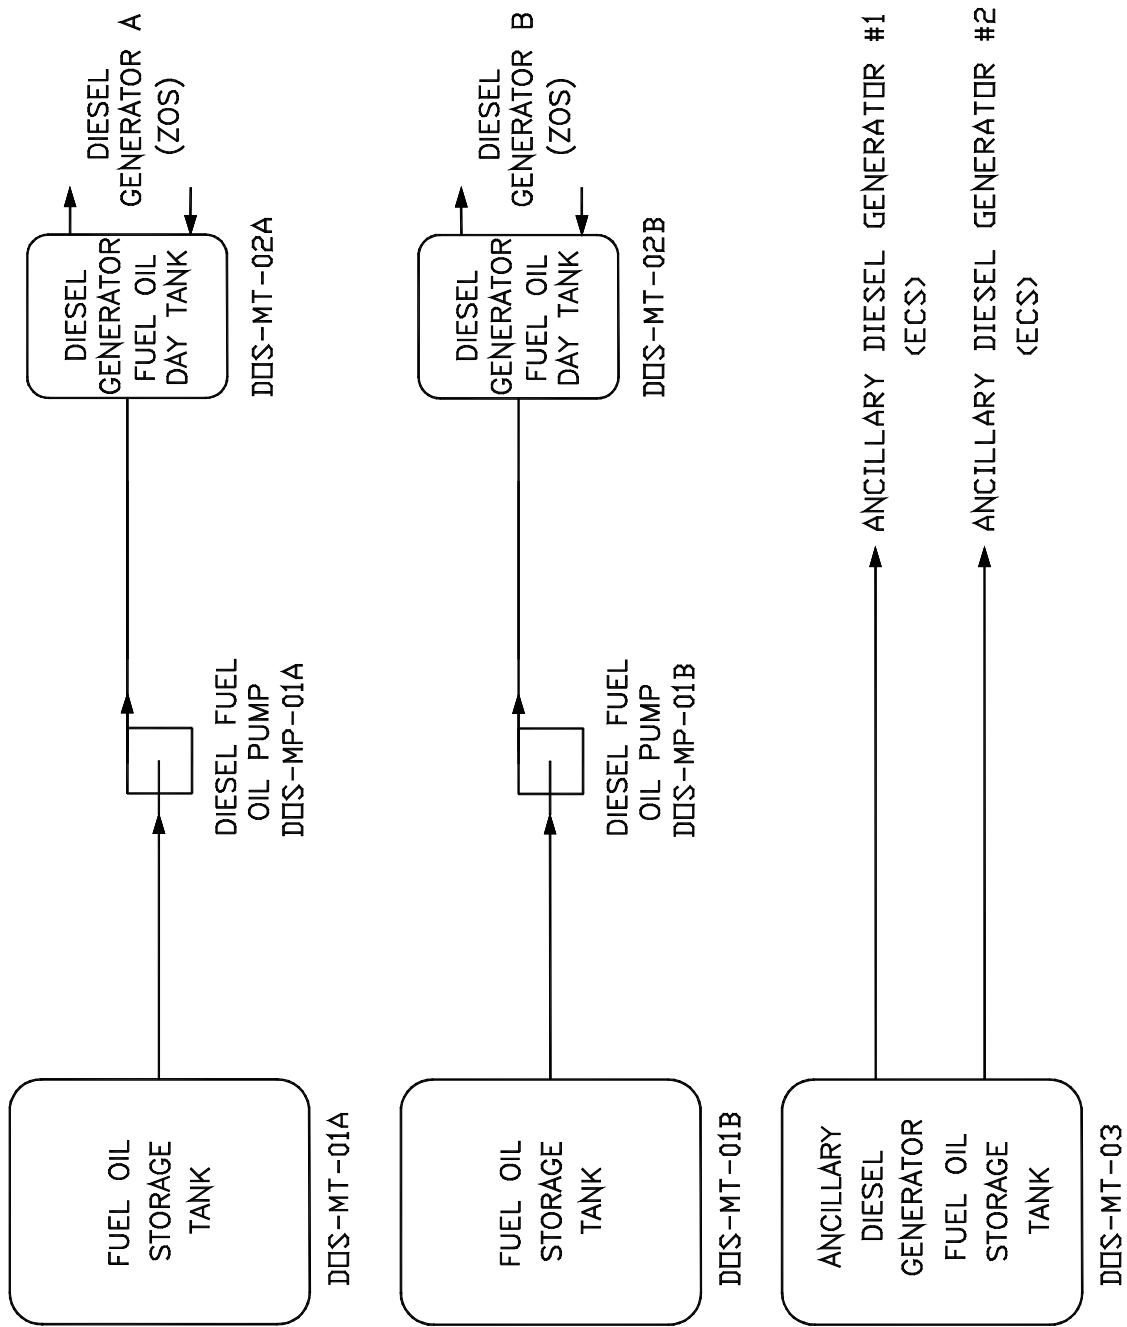 FUEL OIL
STORAGE
TANK
DOS-MT-01A
DIESEL FUEL
OIL PUMP
DOS-MP-01A
DIESEL
GENERATOR
FUEL OIL
DAY TANK
DOS-MT-02A
DIESEL
GENERATOR A
(ZOS)
FUEL OIL
STORAGE
TANK
DOS-MT-01B
DIESEL FUEL
OIL PUMP
DOS-MP-01B
DIESEL
GENERATOR
FUEL OIL
DAY TANK
DOS-MT-02B
DIESEL
GENERATOR B
(ZOS)
ANCILLARY
DIESEL
GENERATOR
FUEL OIL
STORAGE
TANK
DOS-MT-03
ANCILLARY DIESEL GENERATOR #1
(ECS)
ANCILLARY DIESEL GENERATOR #2
(ECS)